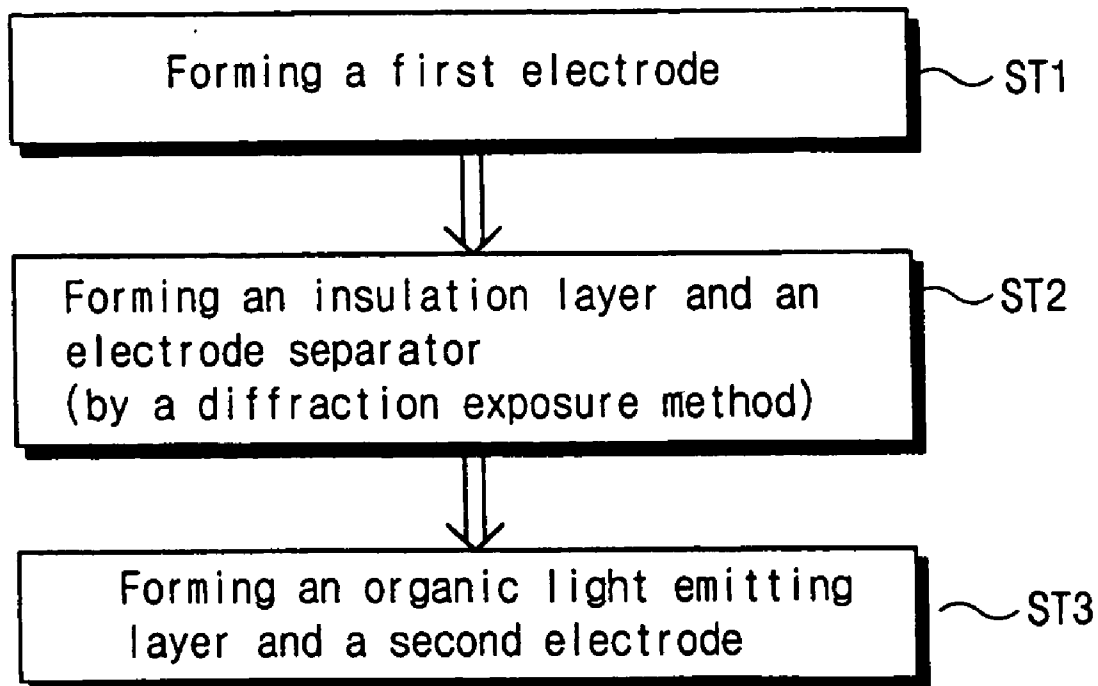 Forming a first electrode
ST1
Forming an insulation layer and an
electrode separator
(by a diffraction exposure method)
ST2
Forming an organic light emitting
layer and a second electrode
ST3